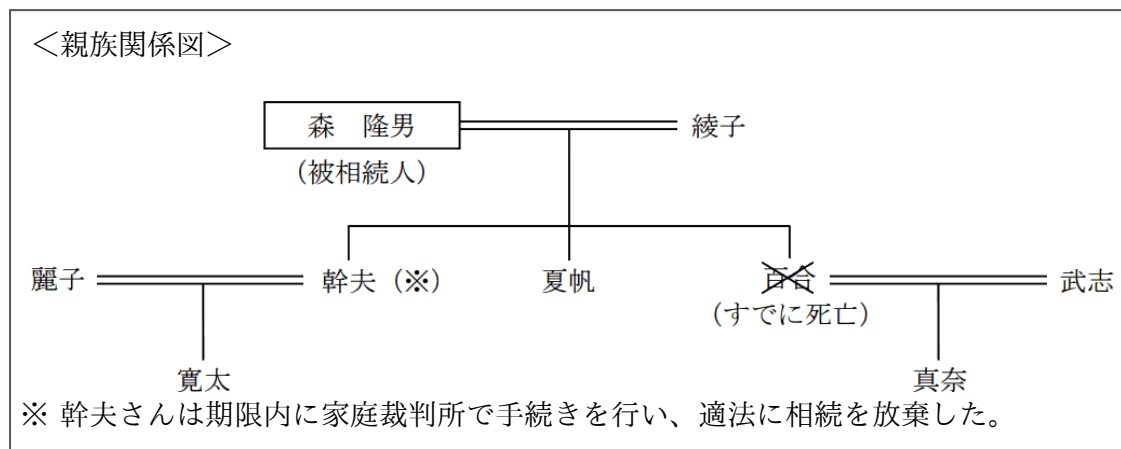 ＜親族関係図＞
森　隆男
綾子
(被相続人)
麗子
幹夫（※）
夏帆
百合
武志
(すでに死亡)
寛太
真奈
※ 幹夫さんは期限内に家庭裁判所で手続きを行い、適法に相続を放棄した。